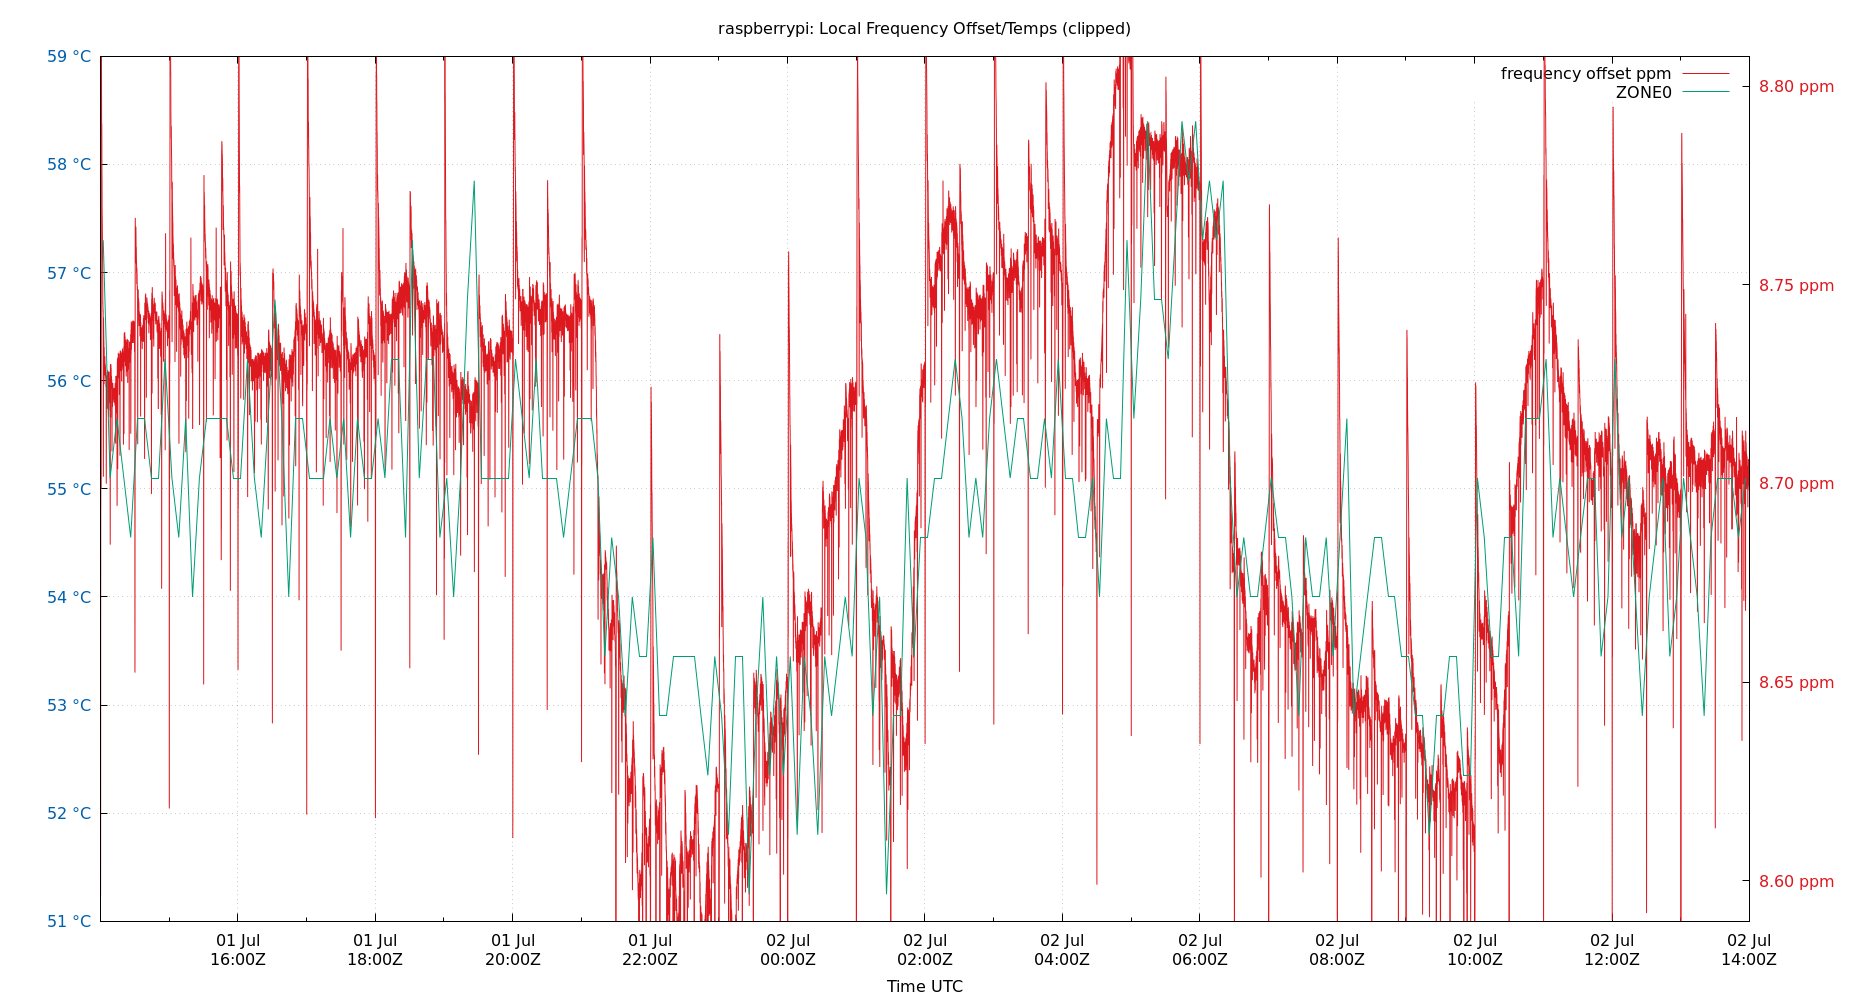 raspberrypi: Local Frequency Offset/Temps (clipped)
59 °C
58 °C
57 °C
56 °C
55 °C
54 °C
53 °C
52 °C
51 °C
frequency offset ppm
ZONE0
8.80 ppm
8.75 ppm
8.70 ppm
8.65 ppm
8.60 ppm
01 Jul
16:00Z
01 Jul
18:00Z
01 Jul
20:00Z
01 Jul
22:00Z
02 Jul
00:00Z
02 Jul
02:00Z
02 Jul
04:00Z
02 Jul
06:00Z
02 Jul
08:00Z
02 Jul
10:00Z
02 Jul
12:00Z
02 Jul
14:00Z
Time UTC